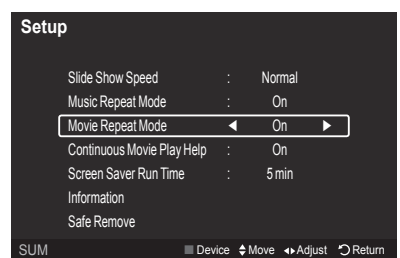 Setup
Slide Show Speed : Normal
Music Repeat Mode : On
Movie Repeat Mode ◀ On ▶
Continuous Movie Play Help : On
Screen Saver Run Time : 5 min
Information
Safe Remove
SUM Device Move Adjust Return